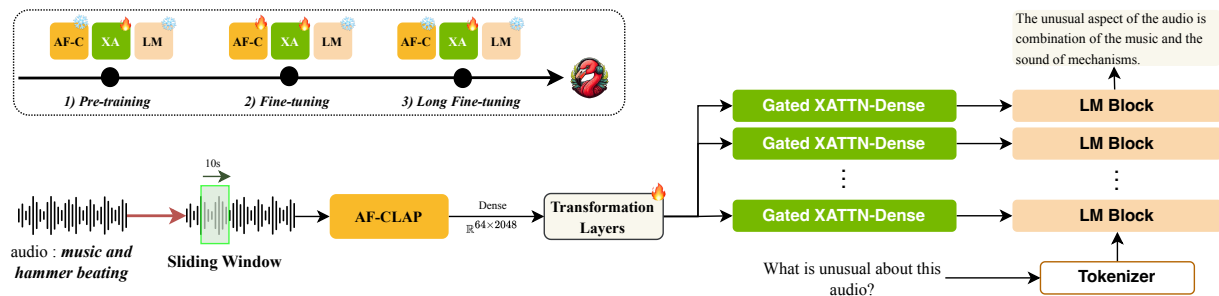 AF-C XA LM
AF-C XA LM
AF-C XA LM
1) Pre-training
2) Fine-tuning
3) Long Fine-tuning
10s
audio : music and
hammer beating
Sliding Window
AF-CLAP
Dense
ℝ^{64×2048}
Transformation
Layers
Gated XATTN-Dense
Gated XATTN-Dense
⋮
Gated XATTN-Dense
The unusual aspect of the audio is
combination of the music and the
sound of mechanisms.
LM Block
LM Block
⋮
LM Block
What is unusual about this
audio?
Tokenizer